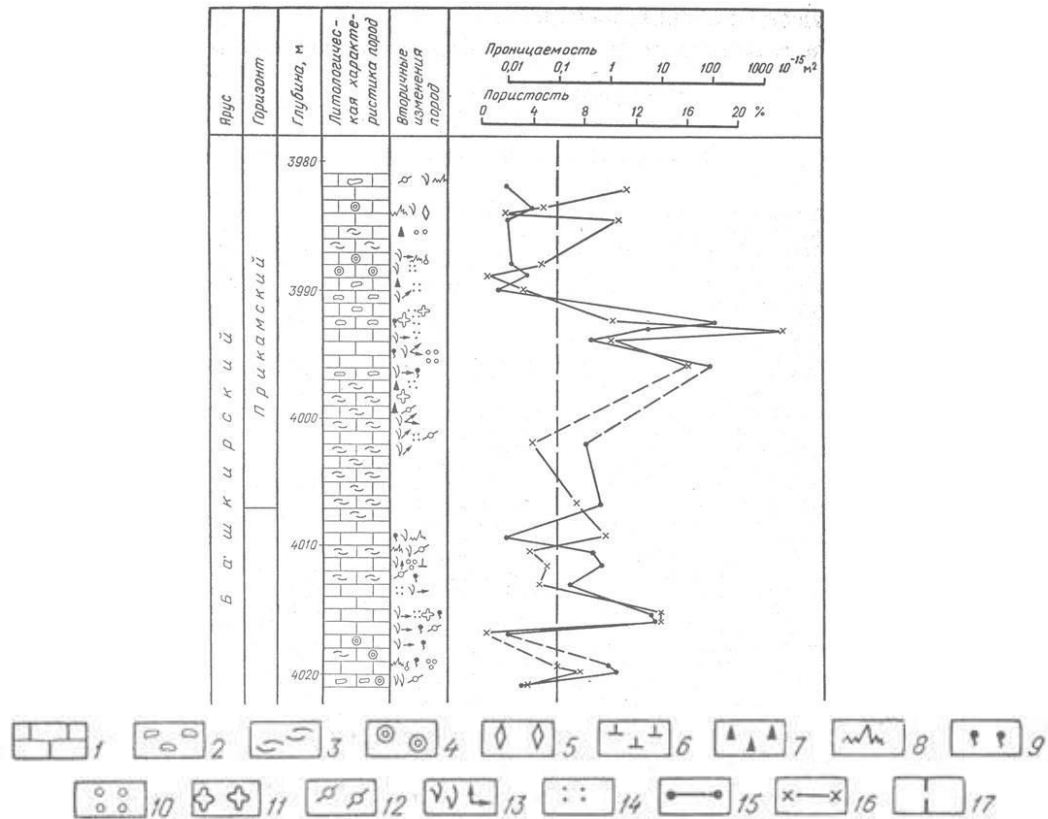 Ярус
Горизонт
Глубина, м
Литологичес-
кая характе-
ристика пород
Вторичные
изменения
пород
Проницаемость
0,01 0,1 1 10 100 1000 10⁻¹⁵ м²
Пористость
0 4 8 12 16 20 %
Башкирский
Прикамский
3980
3990
4000
4010
4020
1 2 3 4 5 6 7 8 9
10 11 12 13 14 15 16 17